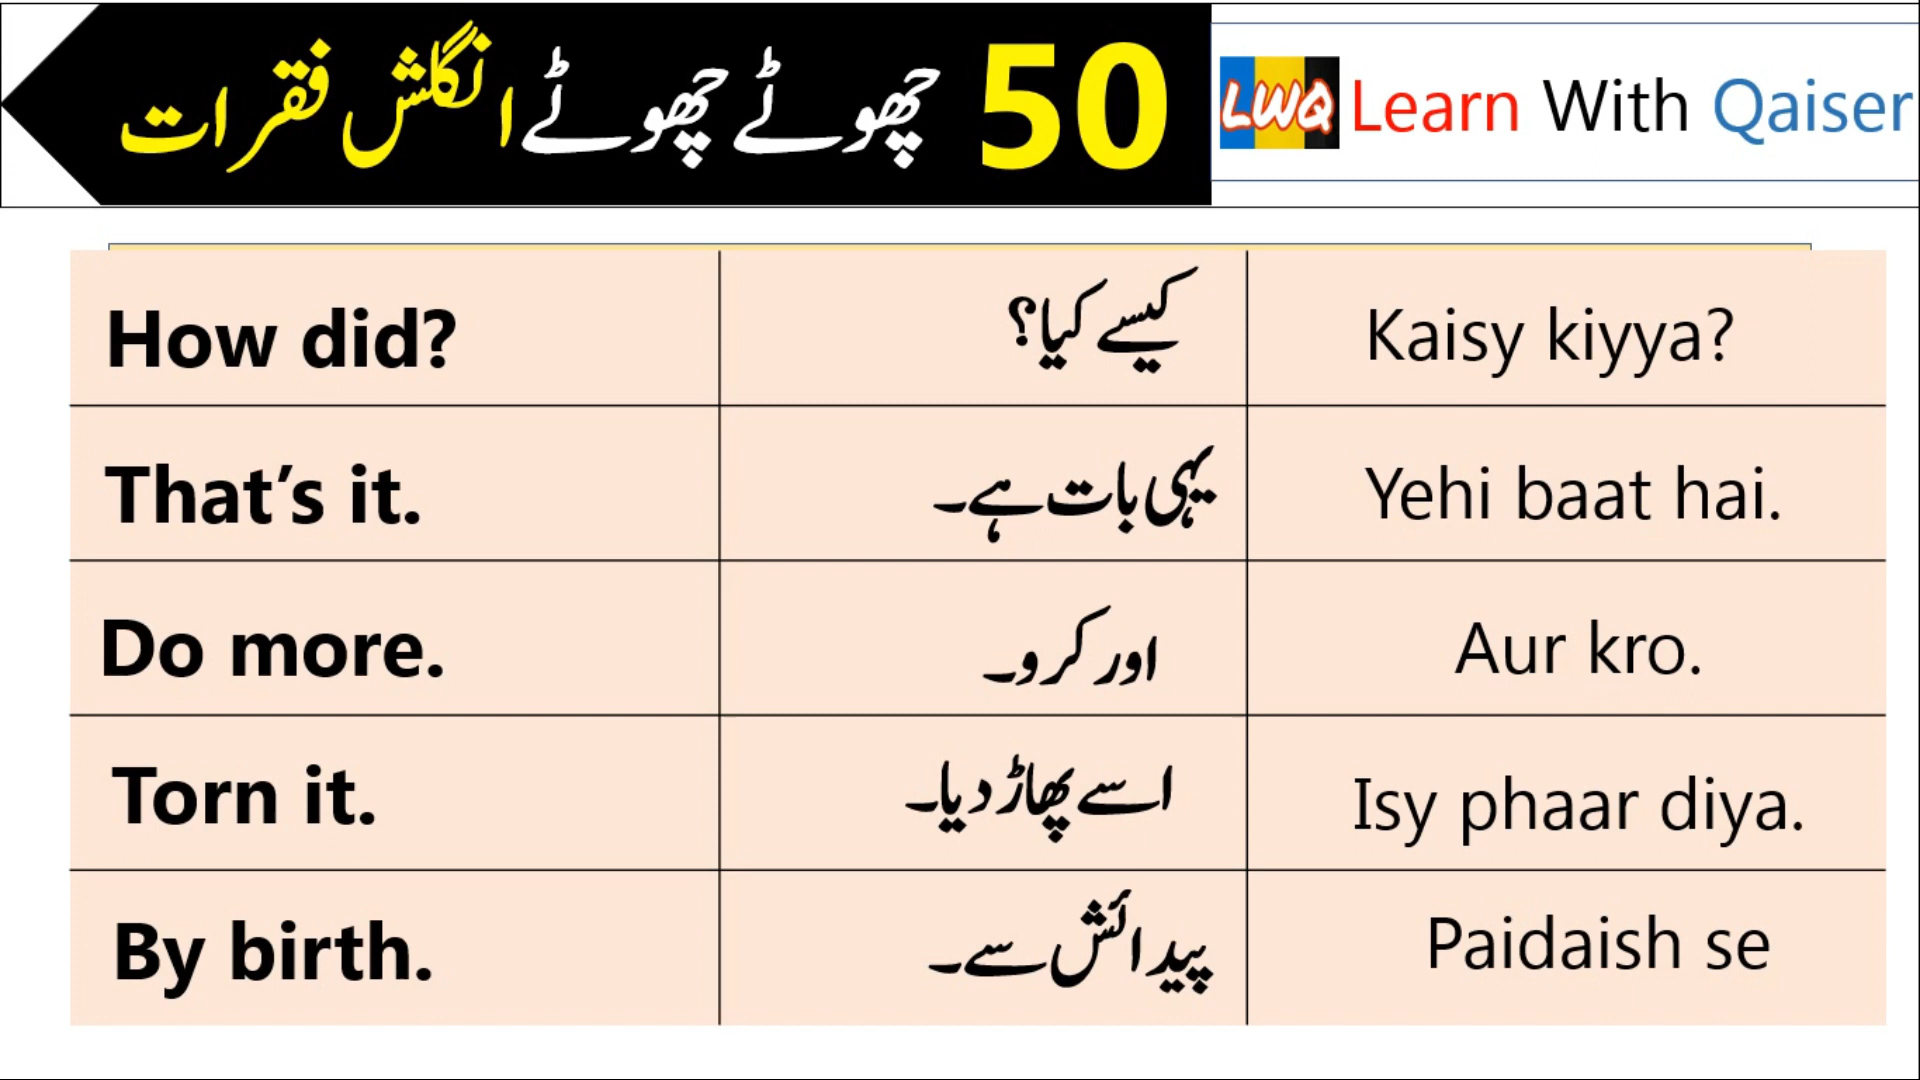 50 چھوٹے چھوٹے انگلش فقرات
LWQ Learn With Qaiser
How did? کیسے کیا؟ Kaisy kiyya?
That’s it. یہی بات ہے۔ Yehi baat hai.
Do more. اور کرو۔ Aur kro.
Torn it. اسے پھاڑ دیا۔ Isy phaar diya.
By birth. پیدائش سے۔ Paidaish se